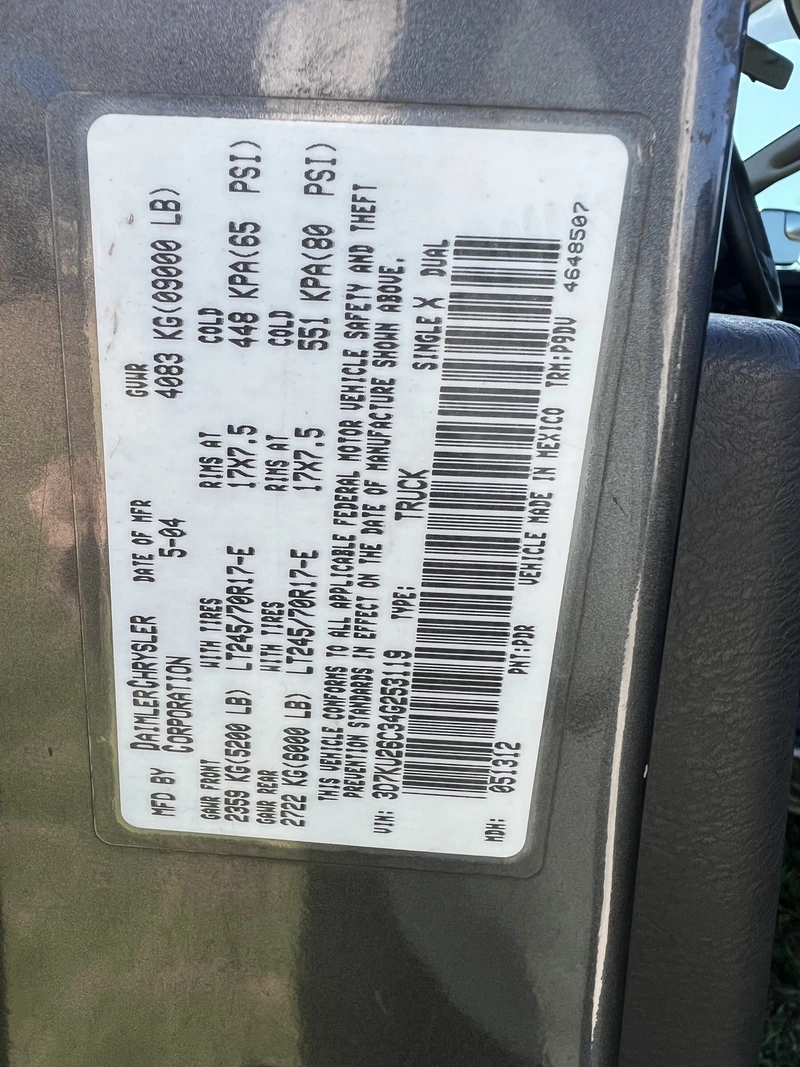 MFD BY DAIMLERCHRYSLER CORPORATION DATE OF MFR 5-04 GVWR 4083 KG(09000 LB)
GAWR FRONT WITH TIRES RIMS AT COLD
2359 KG(5200 LB) LT245/70R17-E 17X7.5 448 KPA(65 PSI)
GAWR REAR WITH TIRES RIMS AT COLD
2722 KG(6000 LB) LT245/70R17-E 17X7.5 551 KPA(80 PSI)
THIS VEHICLE CONFORMS TO ALL APPLICABLE FEDERAL MOTOR VEHICLE SAFETY AND THEFT
PREVENTION STANDARDS IN EFFECT ON THE DATE OF MANUFACTURE SHOWN ABOVE.
VIN: 3D7KU26C34G253119 TYPE: TRUCK SINGLE X DUAL
MDH: 051312 PNT:PDR VEHICLE MADE IN MEXICO TRM:P9DV
4648507